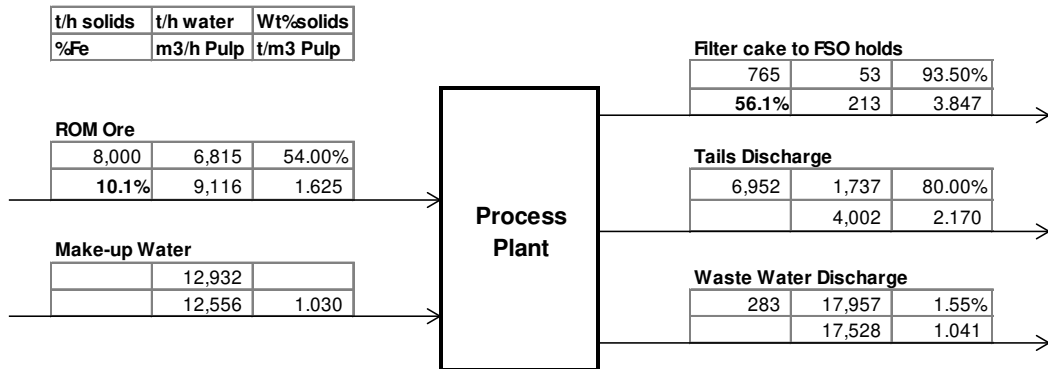 t/h solids t/h water Wt%solids
%Fe m3/h Pulp t/m3 Pulp
ROM Ore
8,000 6,815 54.00%
10.1% 9,116 1.625
Make-up Water
12,932
12,556 1.030
Process
Plant
Filter cake to FSO holds
765 53 93.50%
56.1% 213 3.847
Tails Discharge
6,952 1,737 80.00%
4,002 2.170
Waste Water Discharge
283 17,957 1.55%
17,528 1.041